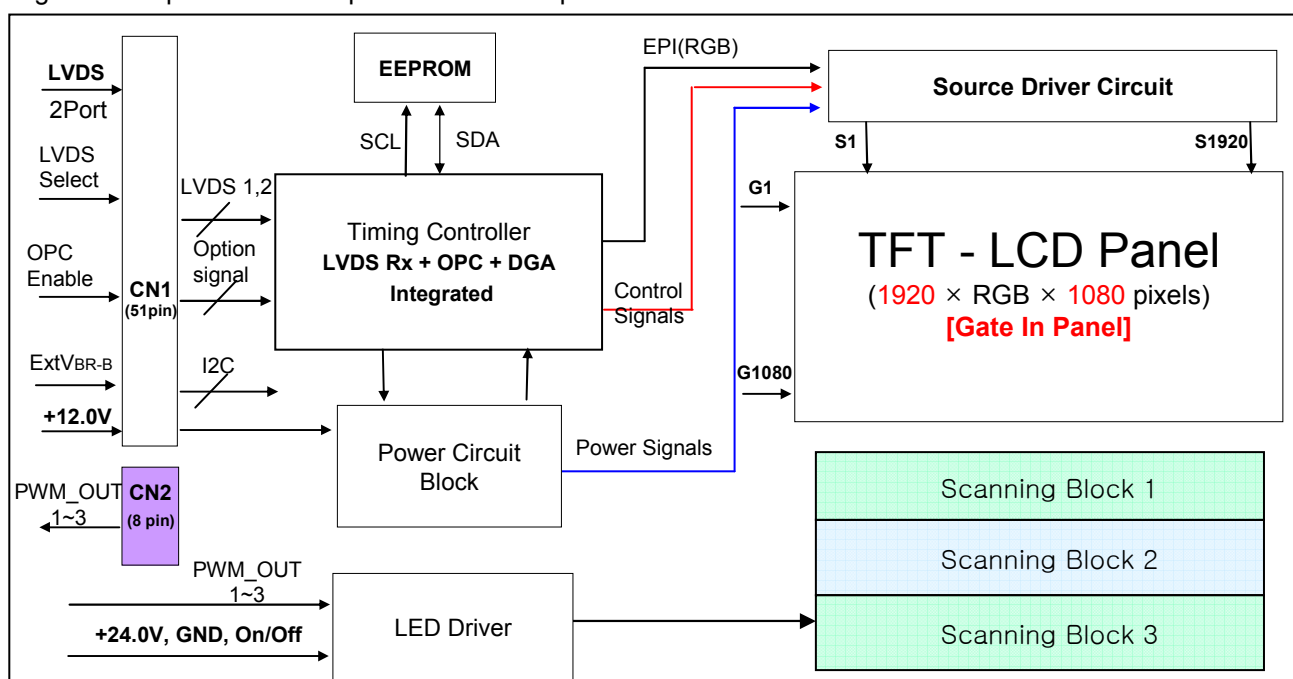 EPI(RGB)
EEPROM
Source Driver Circuit
LVDS
2Port
SCL
SDA
S1
S1920
LVDS
Select
LVDS 1,2
G1
Timing Controller
LVDS Rx + OPC + DGA
Integrated
TFT - LCD Panel
(1920 × RGB × 1080 pixels)
[Gate In Panel]
OPC
Enable
Option
signal
CN1
(51pin)
Control
Signals
ExtVBR-B
I2C
G1080
+12.0V
Power Circuit
Block
Power Signals
PWM_OUT
1~3
CN2
(8 pin)
Scanning Block 1
Scanning Block 2
Scanning Block 3
PWM_OUT
1~3
+24.0V, GND, On/Off
LED Driver